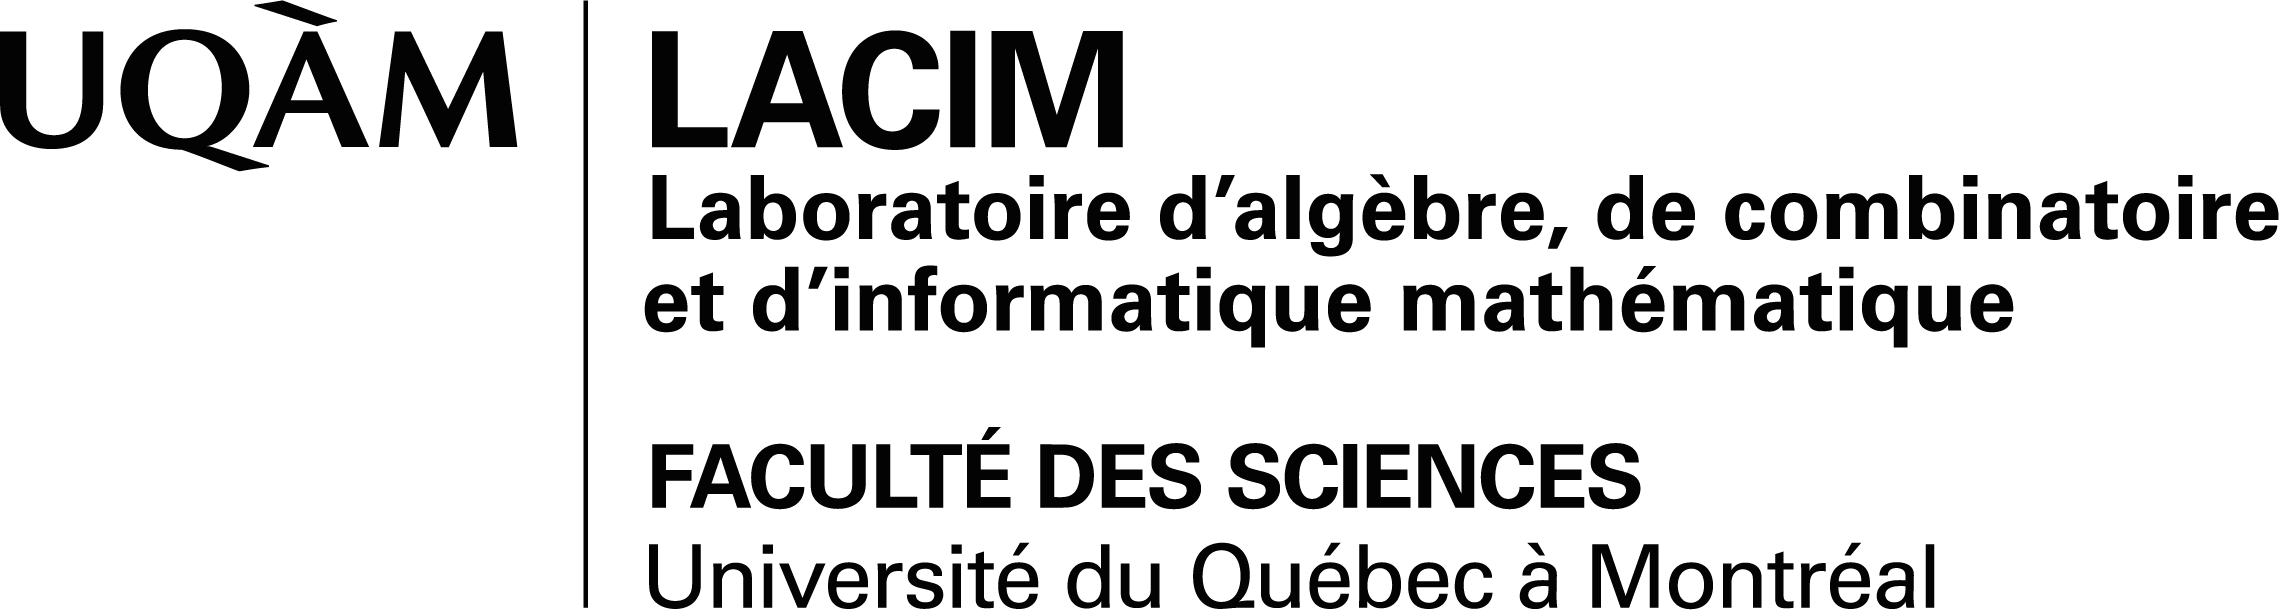 UQÀM
LACIM
Laboratoire d’algèbre, de combinatoire
et d’informatique mathématique
FACULTÉ DES SCIENCES
Université du Québec à Montréal